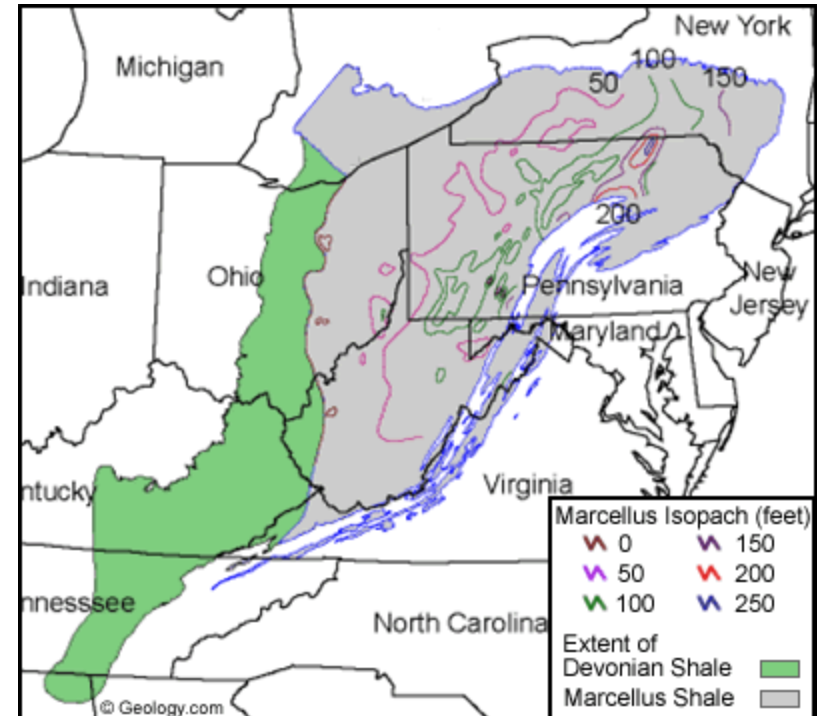 New York
Michigan
100
50
150
200
Indiana
Ohio
Pennsylvania
New
Jersey
Maryland
ntucky
Virginia
nnesssee
North Carolina
Marcellus Isopach (feet)
0
150
50
200
100
250
Extent of
Devonian Shale
Marcellus Shale
© Geology.com